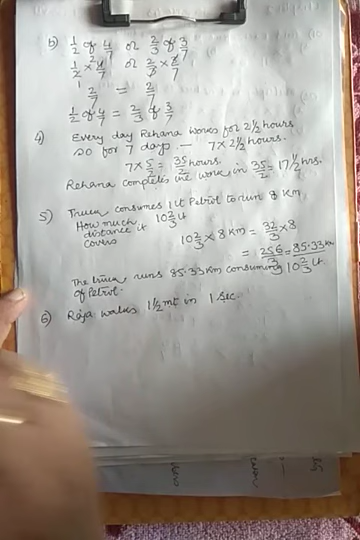 b) 1/2 of 4/7 or 2/3 of 3/7
1/2 × 4/7 or 2/3 × 3/7
2/7 = 2/7
1/2 of 4/7 = 2/3 of 3/7
4) Every day Rehana works for 2 1/2 hours
so for 7 days — 7 × 2 1/2 hours.
7 × 5/2 = 35/2 hours.
Rehana completes the work in 35/2 = 17 1/2 hrs.
5) Truck consumes 1 lt Petrol to run 8 km
How much 10 2/3 lt
distance it
covers
10 2/3 × 8 km = 32/3 × 8
= 256/3 = 85.33 km
The truck runs 85.33 km consuming 10 2/3 lt
of Petrol.
6) Raja walks 1 1/2 mt in 1 sec.